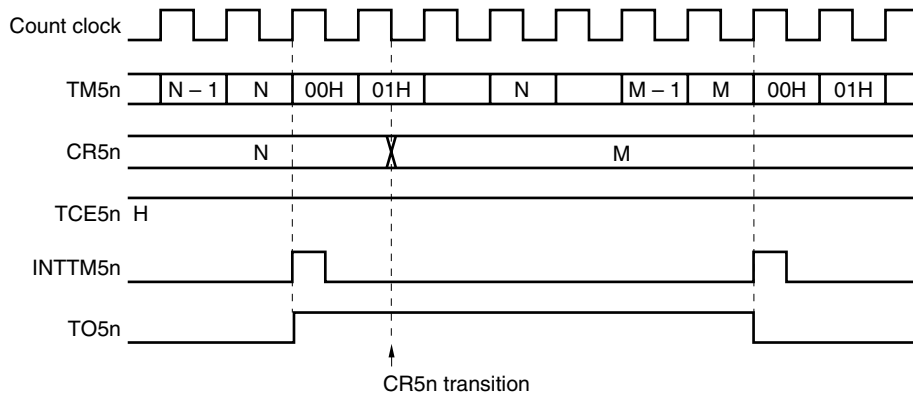 Count clock
TM5n N – 1 N 00H 01H N M – 1 M 00H 01H
CR5n N M
TCE5n H
INTTM5n
TO5n
CR5n transition